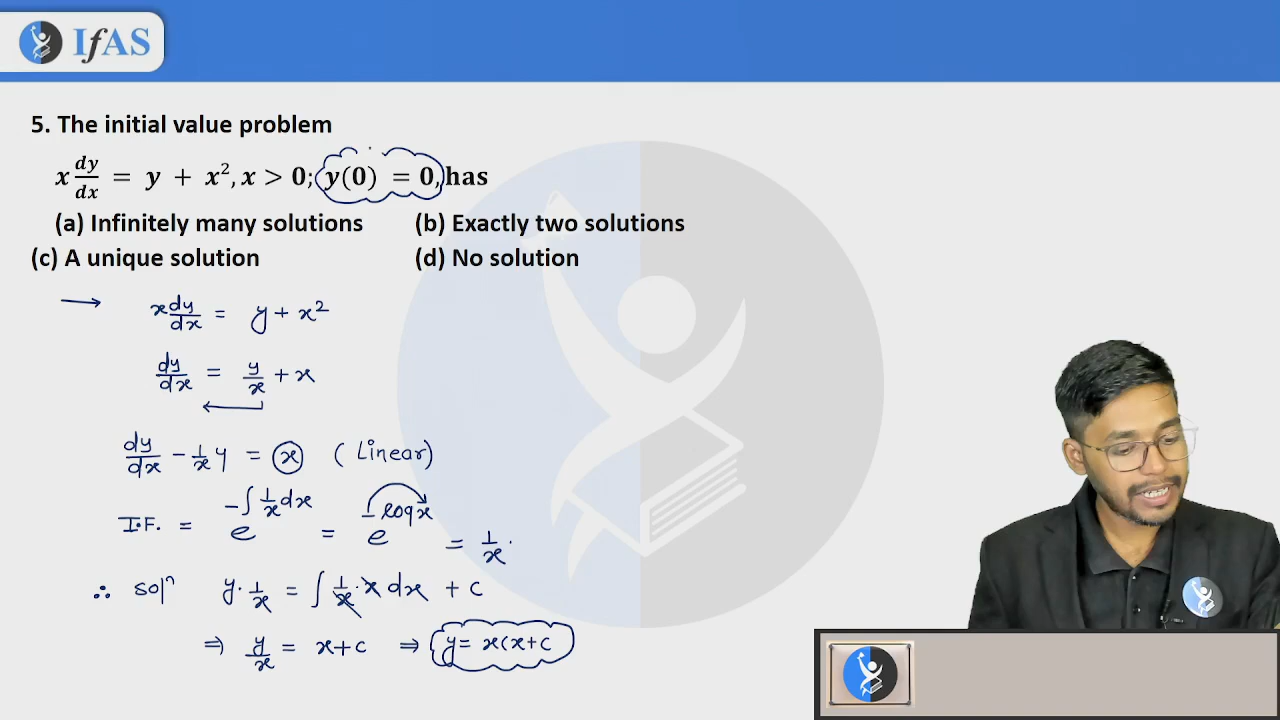 IfAS
5. The initial value problem
x dy/dx = y + x², x > 0; y(0) = 0, has
(a) Infinitely many solutions (b) Exactly two solutions
(c) A unique solution (d) No solution
→ x dy/dx = y + x²
dy/dx = y/x + x
dy/dx - 1/x y = x (Linear)
I.F. = e^(-∫ 1/x dx) = e^(-log x) = 1/x.
∴ solⁿ y · 1/x = ∫ 1/x · x dx + c
⇒ y/x = x + c ⇒ y = x(x+c